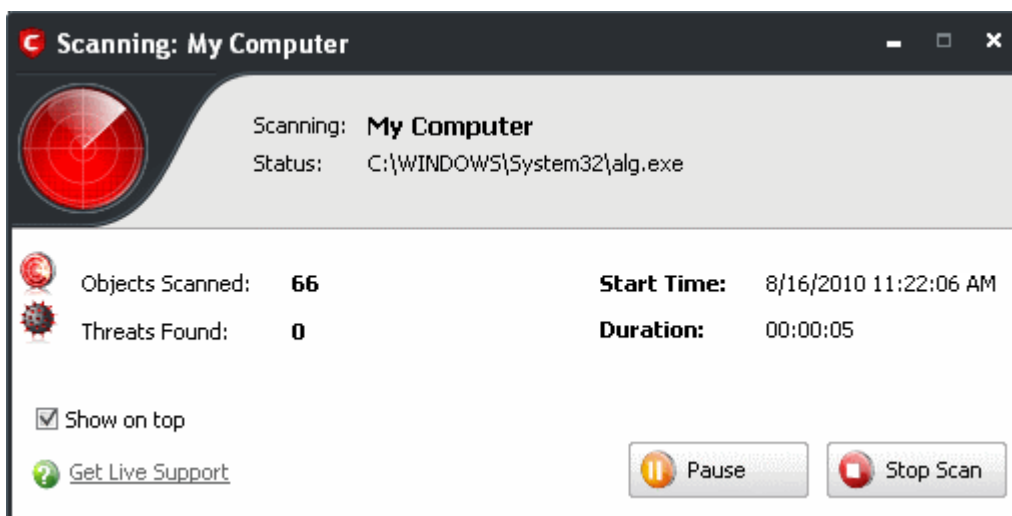 Scanning: My Computer
Scanning: My Computer
Status: C:\WINDOWS\System32\alg.exe
Objects Scanned: 66 Start Time: 8/16/2010 11:22:06 AM
Threats Found: 0 Duration: 00:00:05
Show on top
Get Live Support Pause Stop Scan